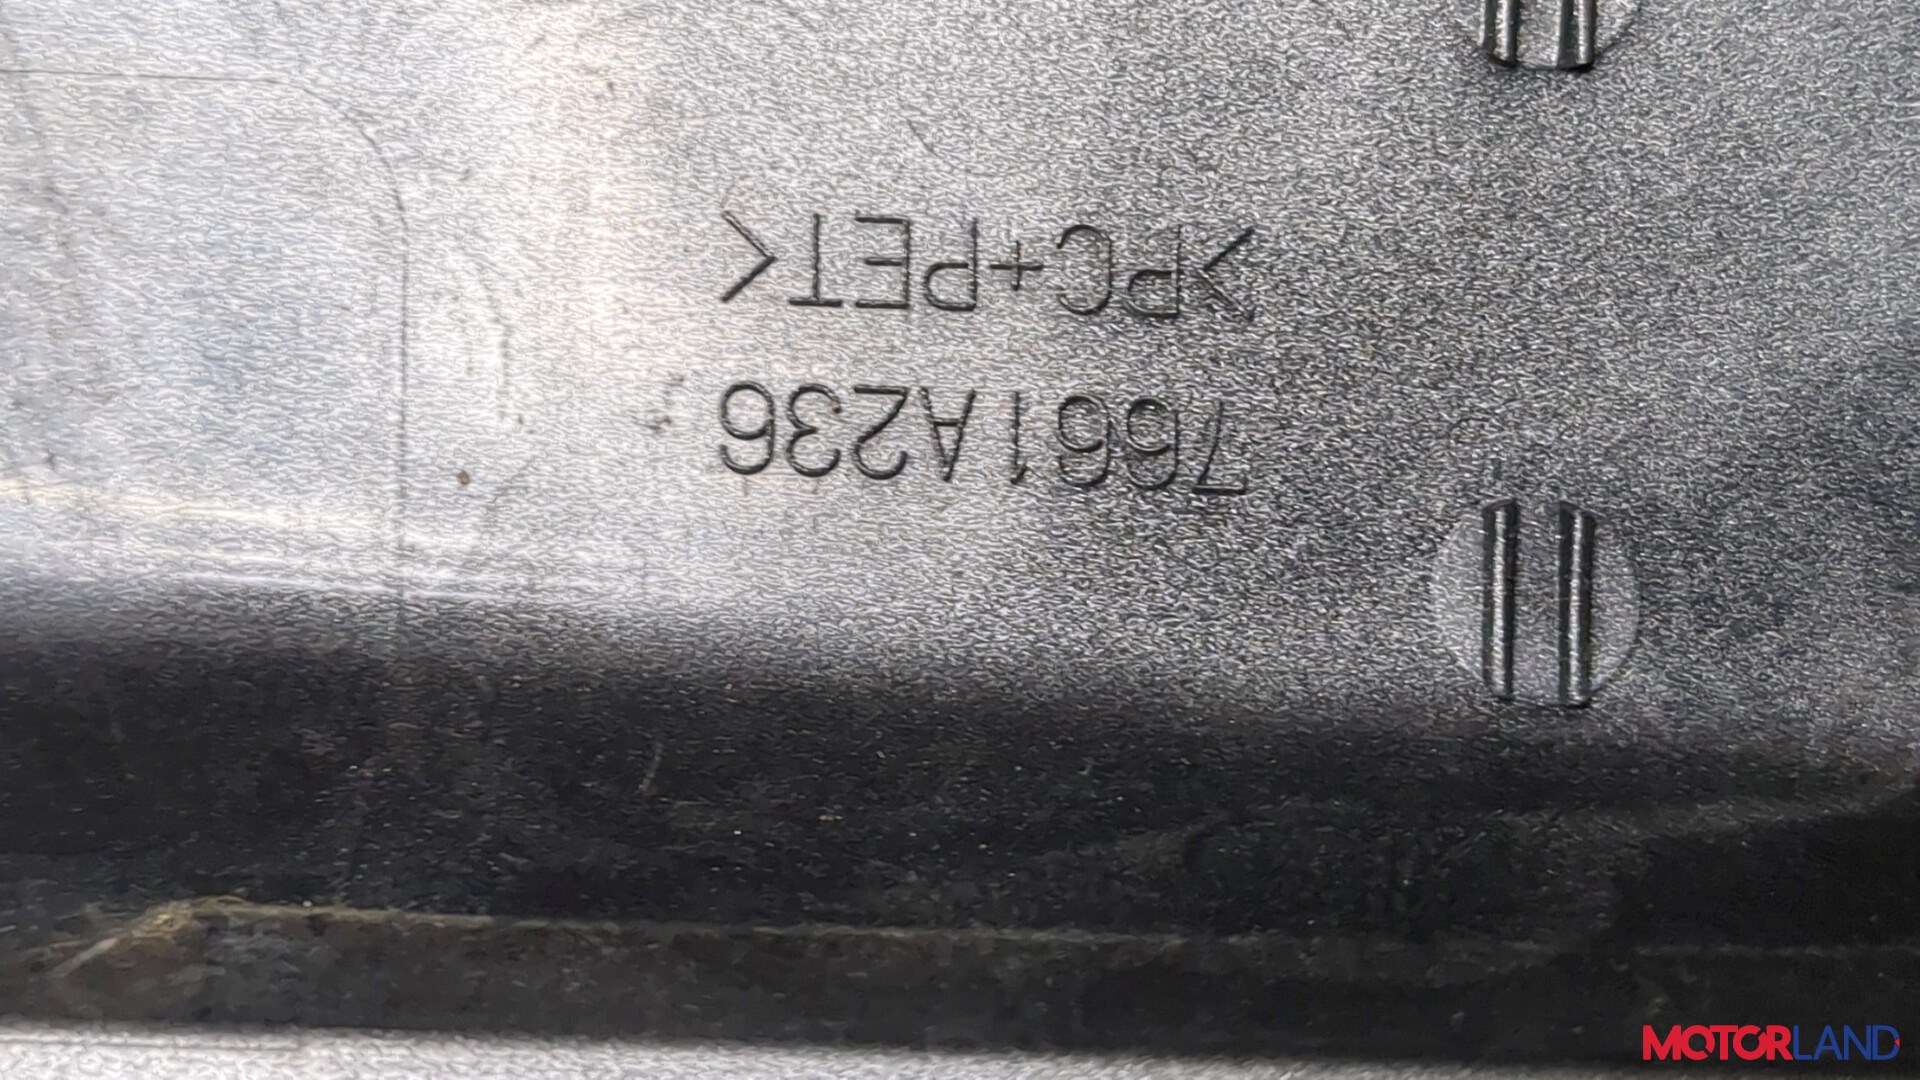 7661A236
>PC+PET<
MOTORLAND